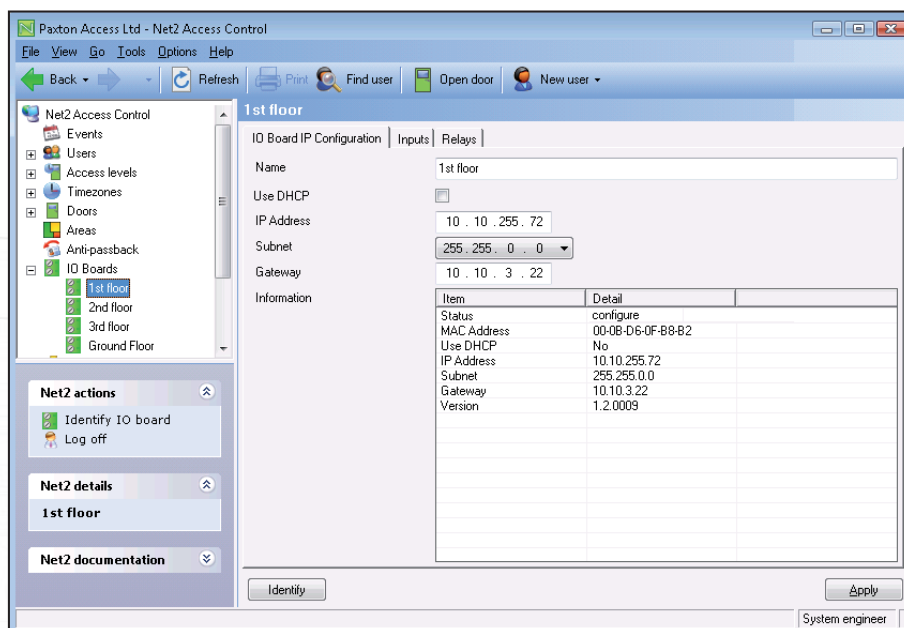 Paxton Access Ltd - Net2 Access Control
File View Go Tools Options Help
Back Refresh Print Find user Open door New user
Net2 Access Control
Events
Users
Access levels
Timezones
Doors
Areas
Anti-passback
IO Boards
1st floor
2nd floor
3rd floor
Ground Floor
Net2 actions
Identify IO board
Log off
Net2 details
1st floor
Net2 documentation
1st floor
IO Board IP Configuration Inputs Relays
Name 1st floor
Use DHCP
IP Address 10 . 10 . 255 . 72
Subnet 255 . 255 . 0 . 0
Gateway 10 . 10 . 3 . 22
Information
Item Detail
Status configure
MAC Address 00-0B-D6-0F-B8-B2
Use DHCP No
IP Address 10.10.255.72
Subnet 255.255.0.0
Gateway 10.10.3.22
Version 1.2.0009
Identify Apply
System engineer